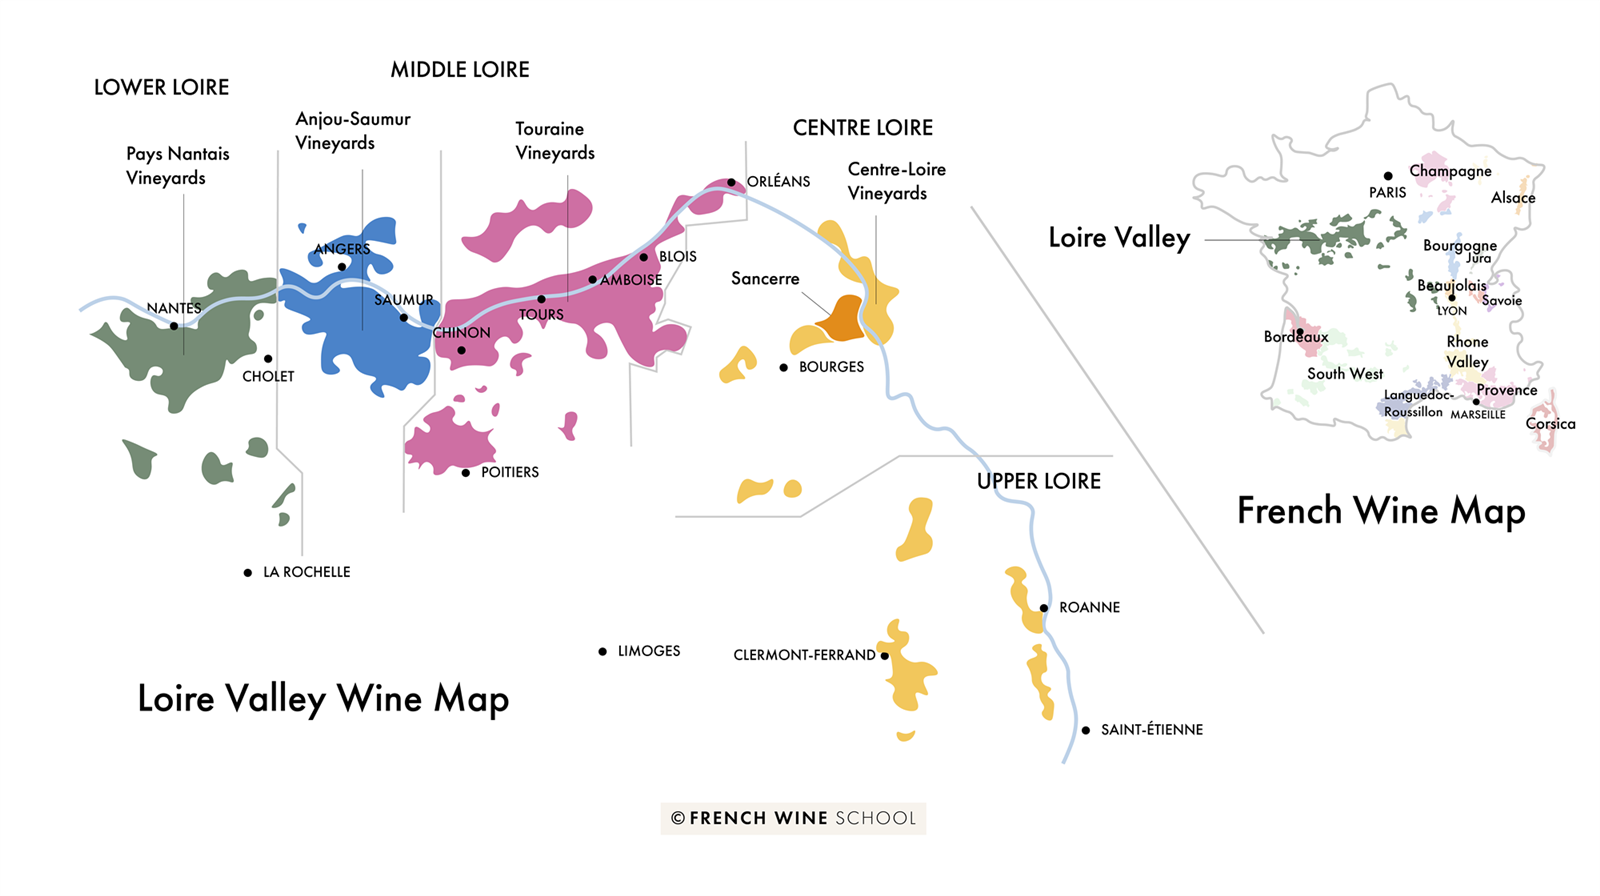 LOWER LOIRE
MIDDLE LOIRE
CENTRE LOIRE
UPPER LOIRE
Pays Nantais
Vineyards
Anjou-Saumur
Vineyards
Touraine
Vineyards
Centre-Loire
Vineyards
Sancerre
NANTES
CHOLET
ANGERS
SAUMUR
CHINON
TOURS
AMBOISE
BLOIS
ORLÉANS
BOURGES
POITIERS
LA ROCHELLE
LIMOGES
CLERMONT-FERRAND
ROANNE
SAINT-ÉTIENNE
Loire Valley Wine Map
Loire Valley
PARIS
Champagne
Alsace
Bourgogne
Jura
Beaujolais
Savoie
LYON
Bordeaux
Rhone
Valley
South West
Languedoc-
Roussillon
Provence
MARSEILLE
Corsica
French Wine Map
© FRENCH WINE SCHOOL